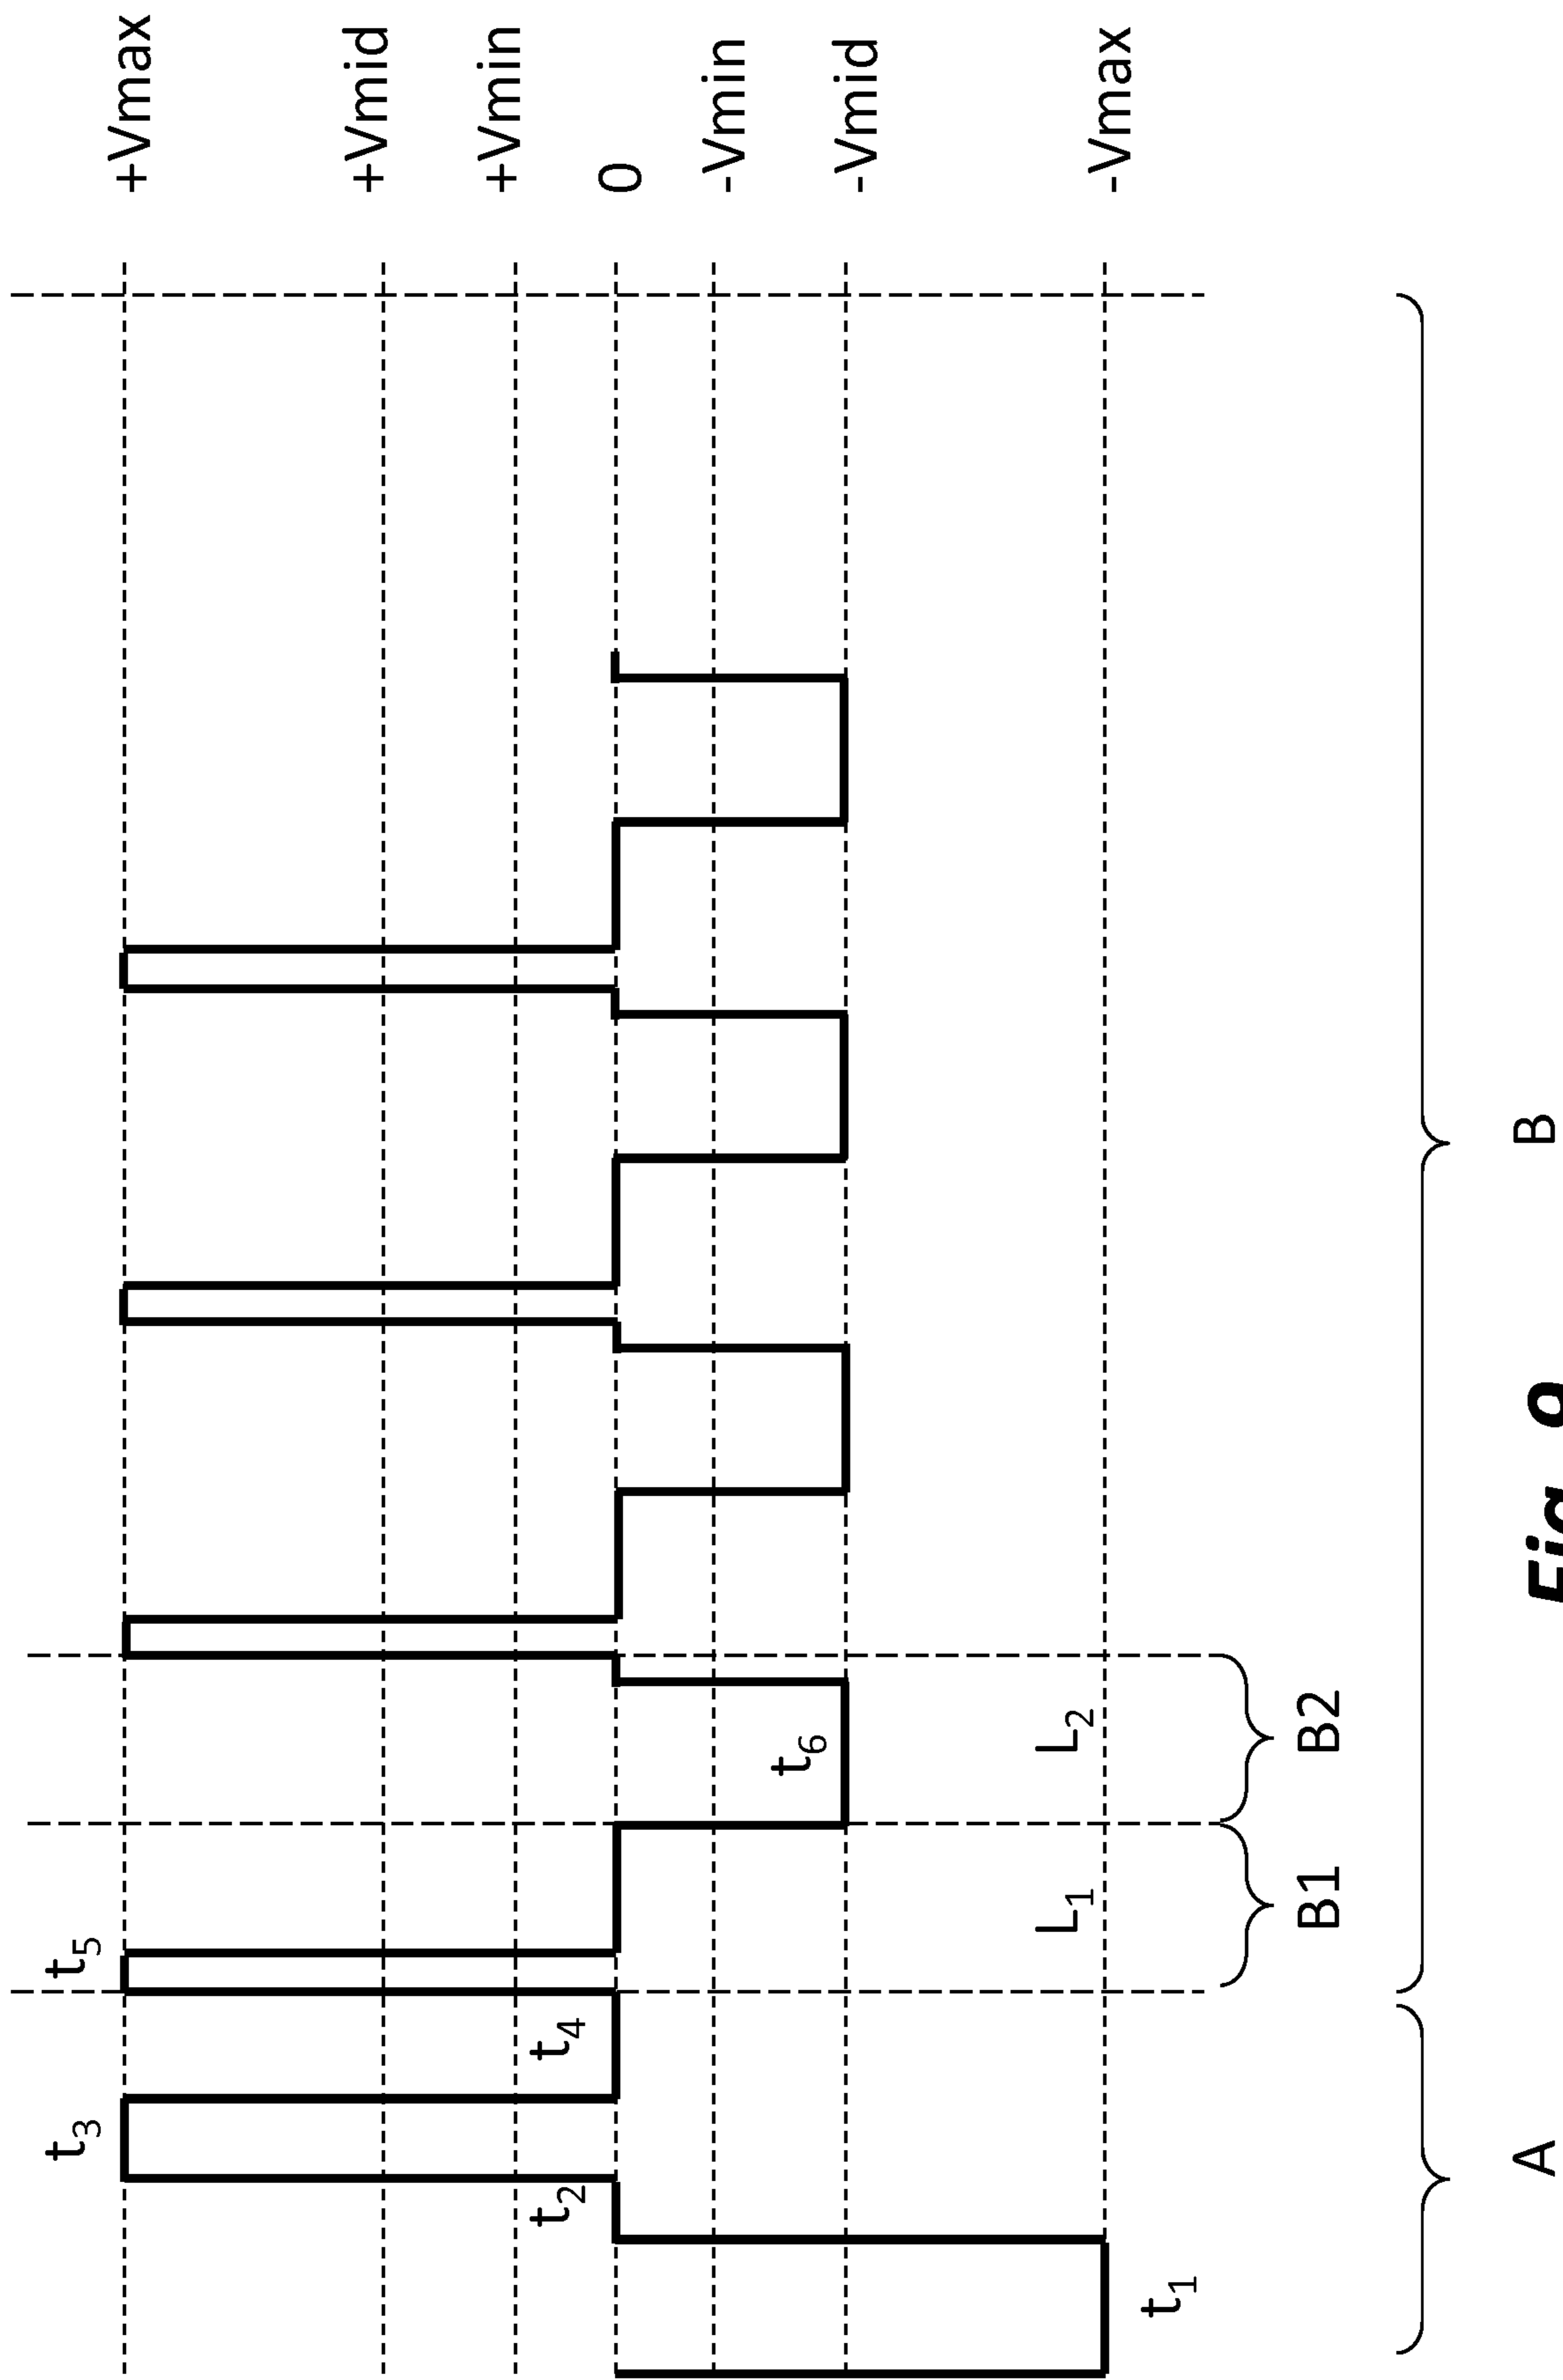 +Vmax
+Vmid
+Vmin
0
-Vmin
-Vmid
-Vmax
t₁
t₂
t₃
t₄
t₅
t₆
L₁
L₂
B1
B2
A
B